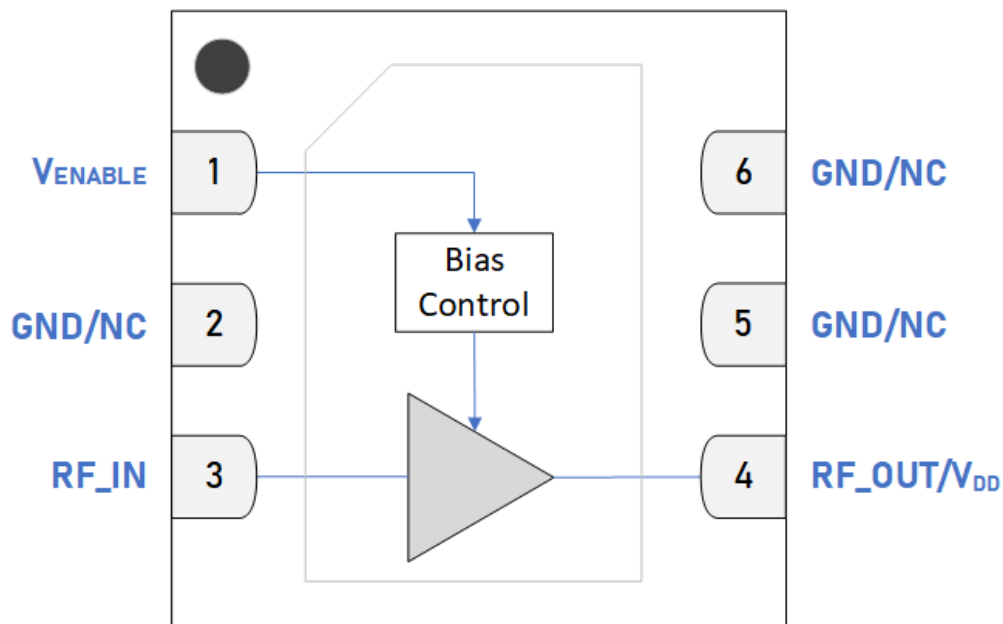 VENABLE
1
6
GND/NC
Bias
Control
GND/NC
2
5
GND/NC
RF_IN
3
4
RF_OUT/VDD